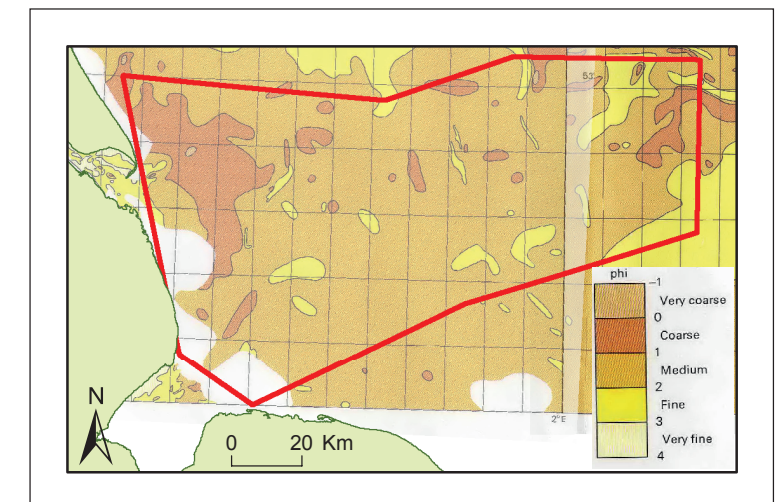 53°
phi
−1
Very coarse
0
Coarse
1
Medium
2
Fine
3
Very fine
4
2°E
N
0 20 Km